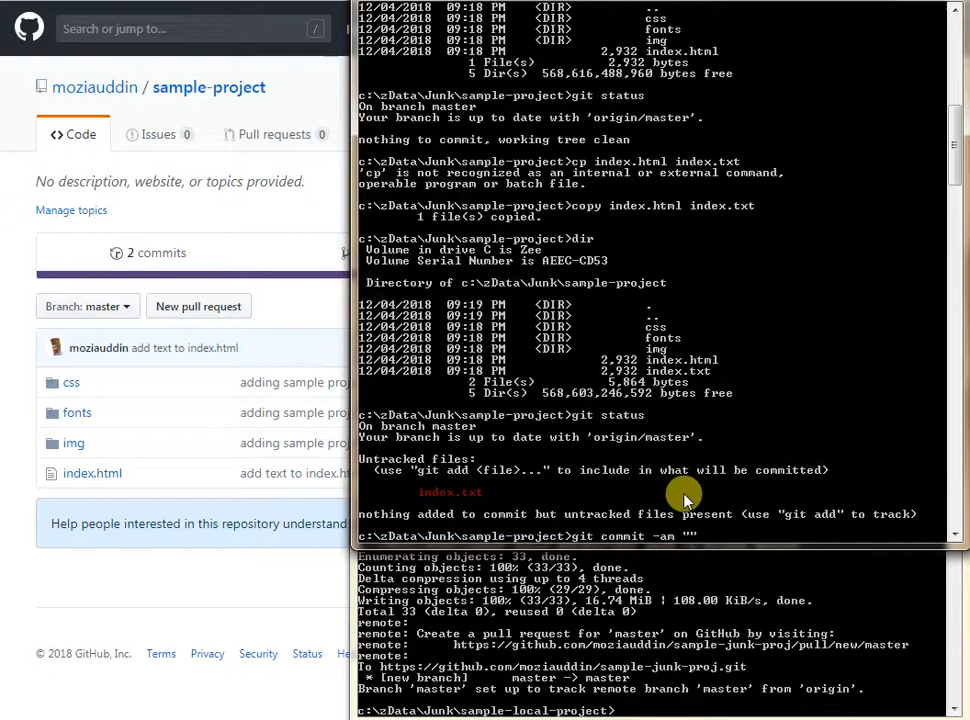 Search or jump to...
/
moziauddin / sample-project
Code
Issues 0
Pull requests 0
No description, website, or topics provided.
Manage topics
2 commits
Branch: master
New pull request
moziauddin add text to index.html
css adding sample proj
fonts adding sample proj
img adding sample proj
index.html add text to index.ht
Help people interested in this repository understand
© 2018 GitHub, Inc. Terms Privacy Security Status He
12/04/2018 09:18 PM <DIR> ..
12/04/2018 09:18 PM <DIR> css
12/04/2018 09:18 PM <DIR> fonts
12/04/2018 09:18 PM <DIR> img
12/04/2018 09:18 PM 2,932 index.html
1 File(s) 2,932 bytes
5 Dir(s) 568,616,488,960 bytes free
c:\zData\Junk\sample-project>git status
On branch master
Your branch is up to date with 'origin/master'.
nothing to commit, working tree clean
c:\zData\Junk\sample-project>cp index.html index.txt
'cp' is not recognized as an internal or external command,
operable program or batch file.
c:\zData\Junk\sample-project>copy index.html index.txt
1 file(s) copied.
c:\zData\Junk\sample-project>dir
Volume in drive C is Zee
Volume Serial Number is AEEC-CD53
Directory of c:\zData\Junk\sample-project
12/04/2018 09:19 PM <DIR> .
12/04/2018 09:19 PM <DIR> ..
12/04/2018 09:18 PM <DIR> css
12/04/2018 09:18 PM <DIR> fonts
12/04/2018 09:18 PM <DIR> img
12/04/2018 09:18 PM 2,932 index.html
12/04/2018 09:18 PM 2,932 index.txt
2 File(s) 5,864 bytes
5 Dir(s) 568,603,246,592 bytes free
c:\zData\Junk\sample-project>git status
On branch master
Your branch is up to date with 'origin/master'.
Untracked files:
(use "git add <file>..." to include in what will be committed)
index.txt
nothing added to commit but untracked files present (use "git add" to track)
c:\zData\Junk\sample-project>git commit -am ""
Enumerating objects: 33, done.
Counting objects: 100% (33/33), done.
Delta compression using up to 4 threads
Compressing objects: 100% (29/29), done.
Writing objects: 100% (33/33), 16.74 MiB | 108.00 KiB/s, done.
Total 33 (delta 0), reused 0 (delta 0)
remote:
remote: Create a pull request for 'master' on GitHub by visiting:
remote: https://github.com/moziauddin/sample-junk-proj/pull/new/master
remote:
To https://github.com/moziauddin/sample-junk-proj.git
* [new branch] master -> master
Branch 'master' set up to track remote branch 'master' from 'origin'.
c:\zData\Junk\sample-local-project>